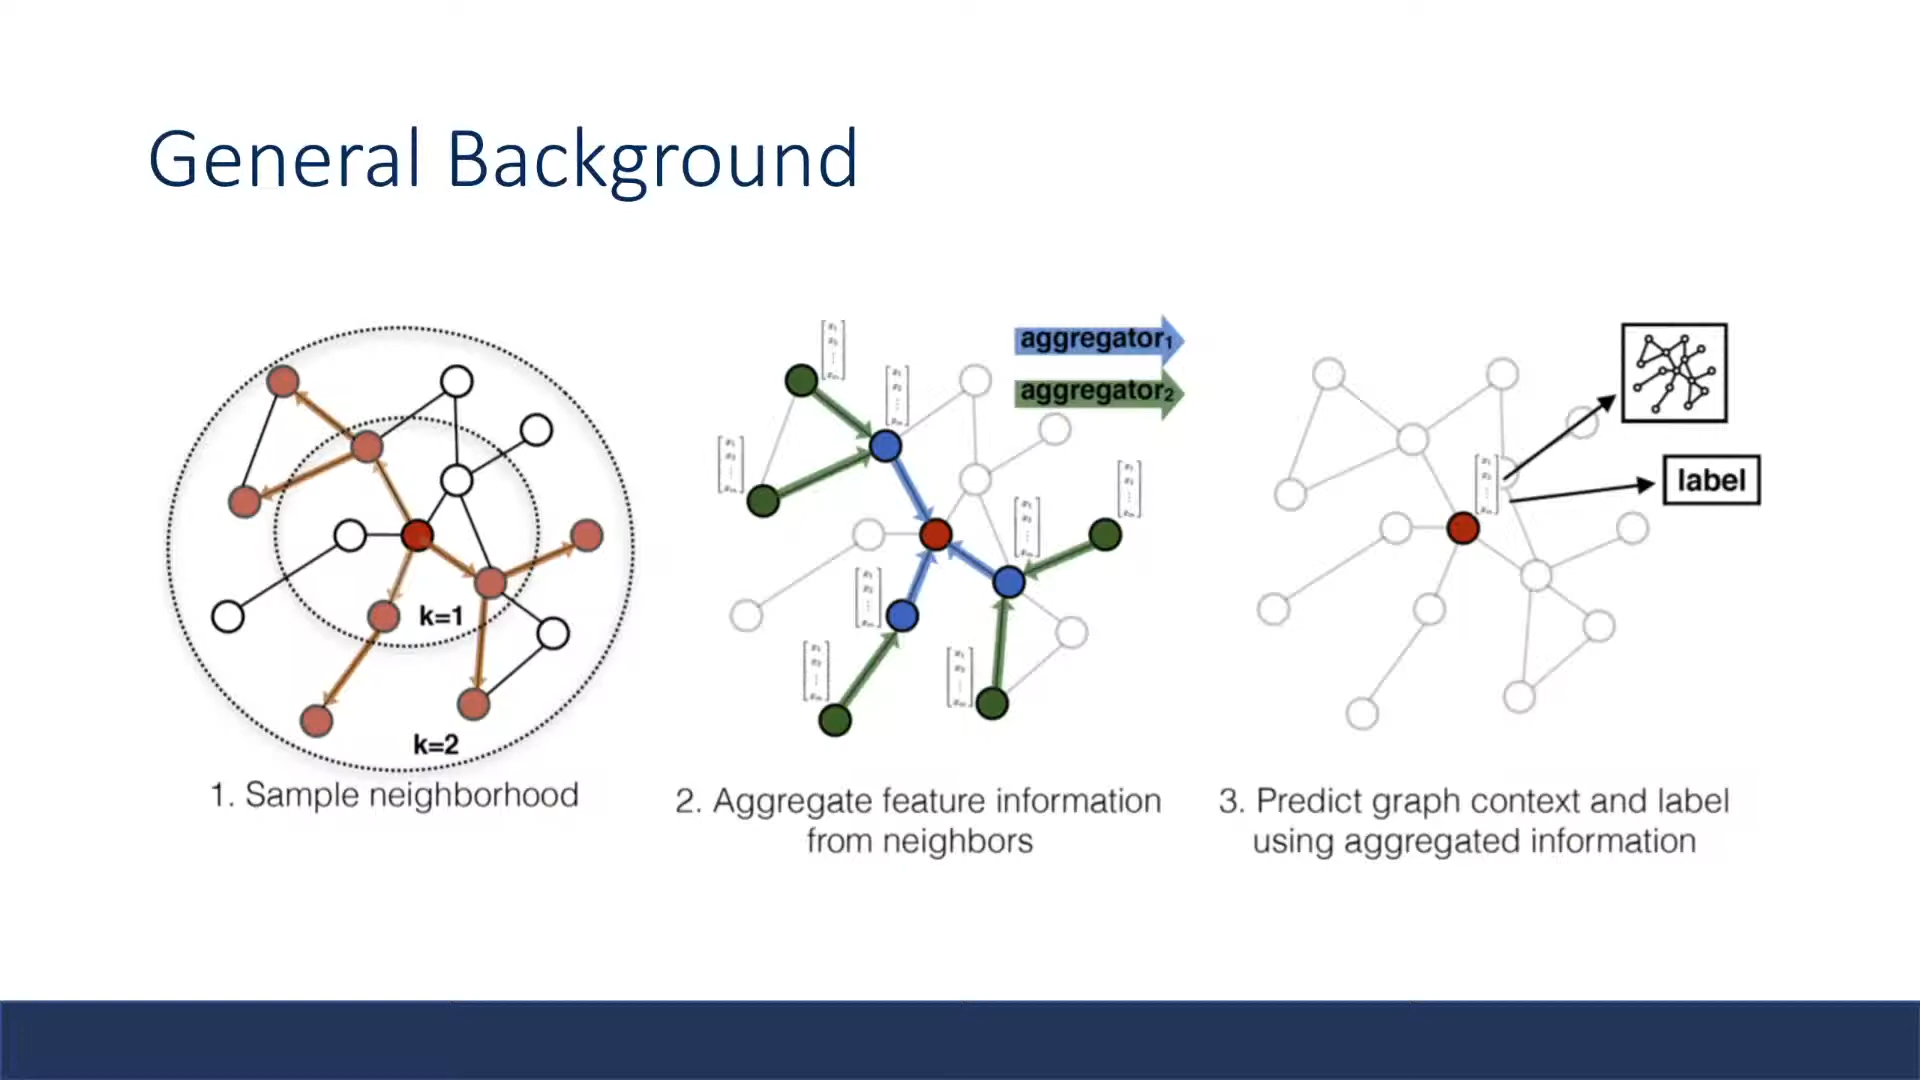 General Background
k=1
k=2
1. Sample neighborhood
aggregator₁
aggregator₂
2. Aggregate feature information
from neighbors
label
3. Predict graph context and label
using aggregated information